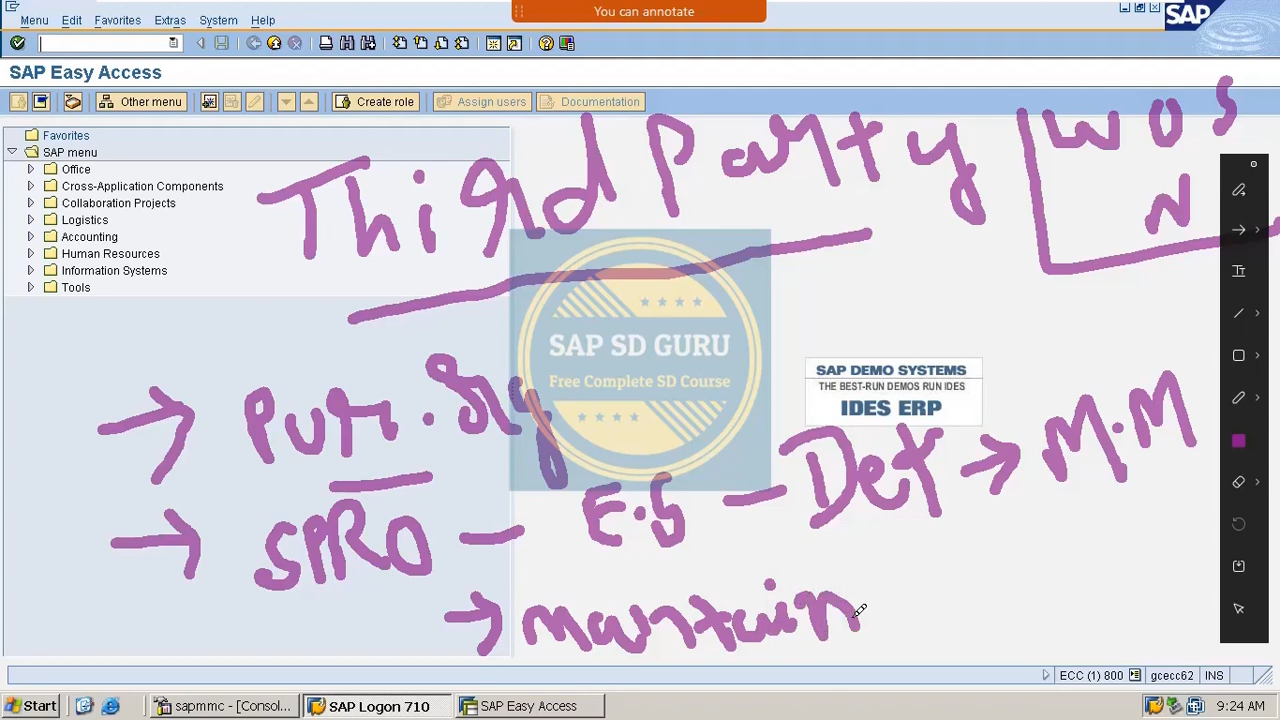 You can annotate
Menu Edit Favorites Extras System Help
SAP
SAP Easy Access
Other menu Create role Assign users Documentation
Favorites
SAP menu
Office
Cross-Application Components
Collaboration Projects
Logistics
Accounting
Human Resources
Information Systems
Tools
Third Party WOS
N
SAP SD GURU
Free Complete SD Course
SAP DEMO SYSTEMS
THE BEST-RUN DEMOS RUN IDES
IDES ERP
→ Pur.
→ SPRO - E.S - Det → M.M
→ maintain
ECC (1) 800 gcecc62 INS
Start sapmmc - [Consol... SAP Logon 710 SAP Easy Access 9:24 AM